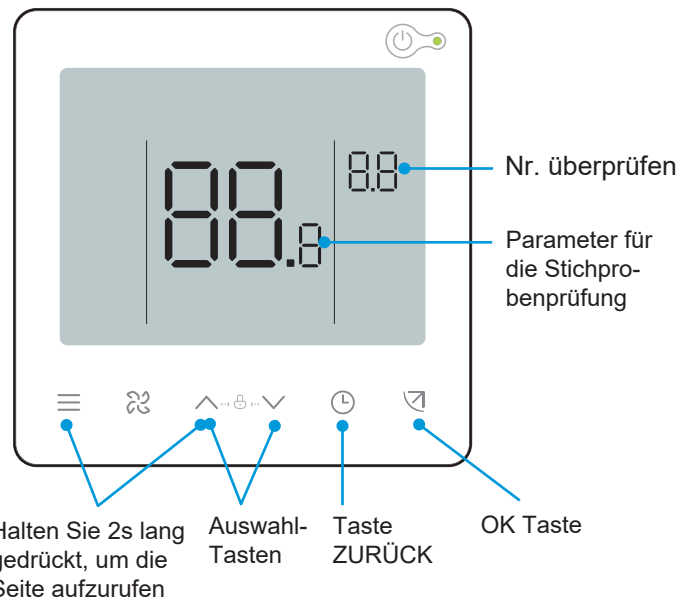 88.8
8.8
Nr. überprüfen
Parameter für
die Stichpro-
benprüfung
Halten Sie 2s lang
gedrückt, um die
Seite aufzurufen
Auswahl-
Tasten
Taste
ZURÜCK
OK Taste